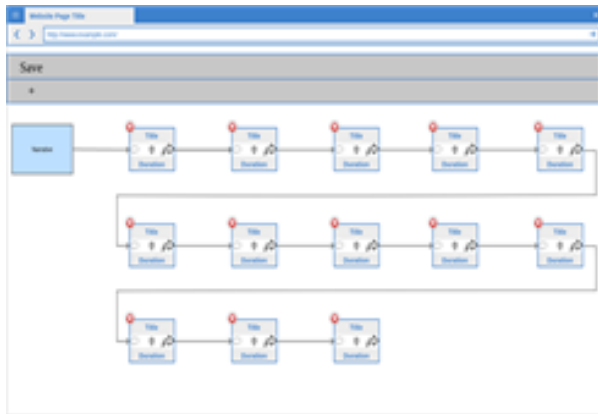 Website Page Title
http://www.example.com/
Save
+
Title Title Title Title Title
Duration Duration Duration Duration Duration
Title Title Title Title Title
Duration Duration Duration Duration Duration
Title Title Title
Duration Duration Duration